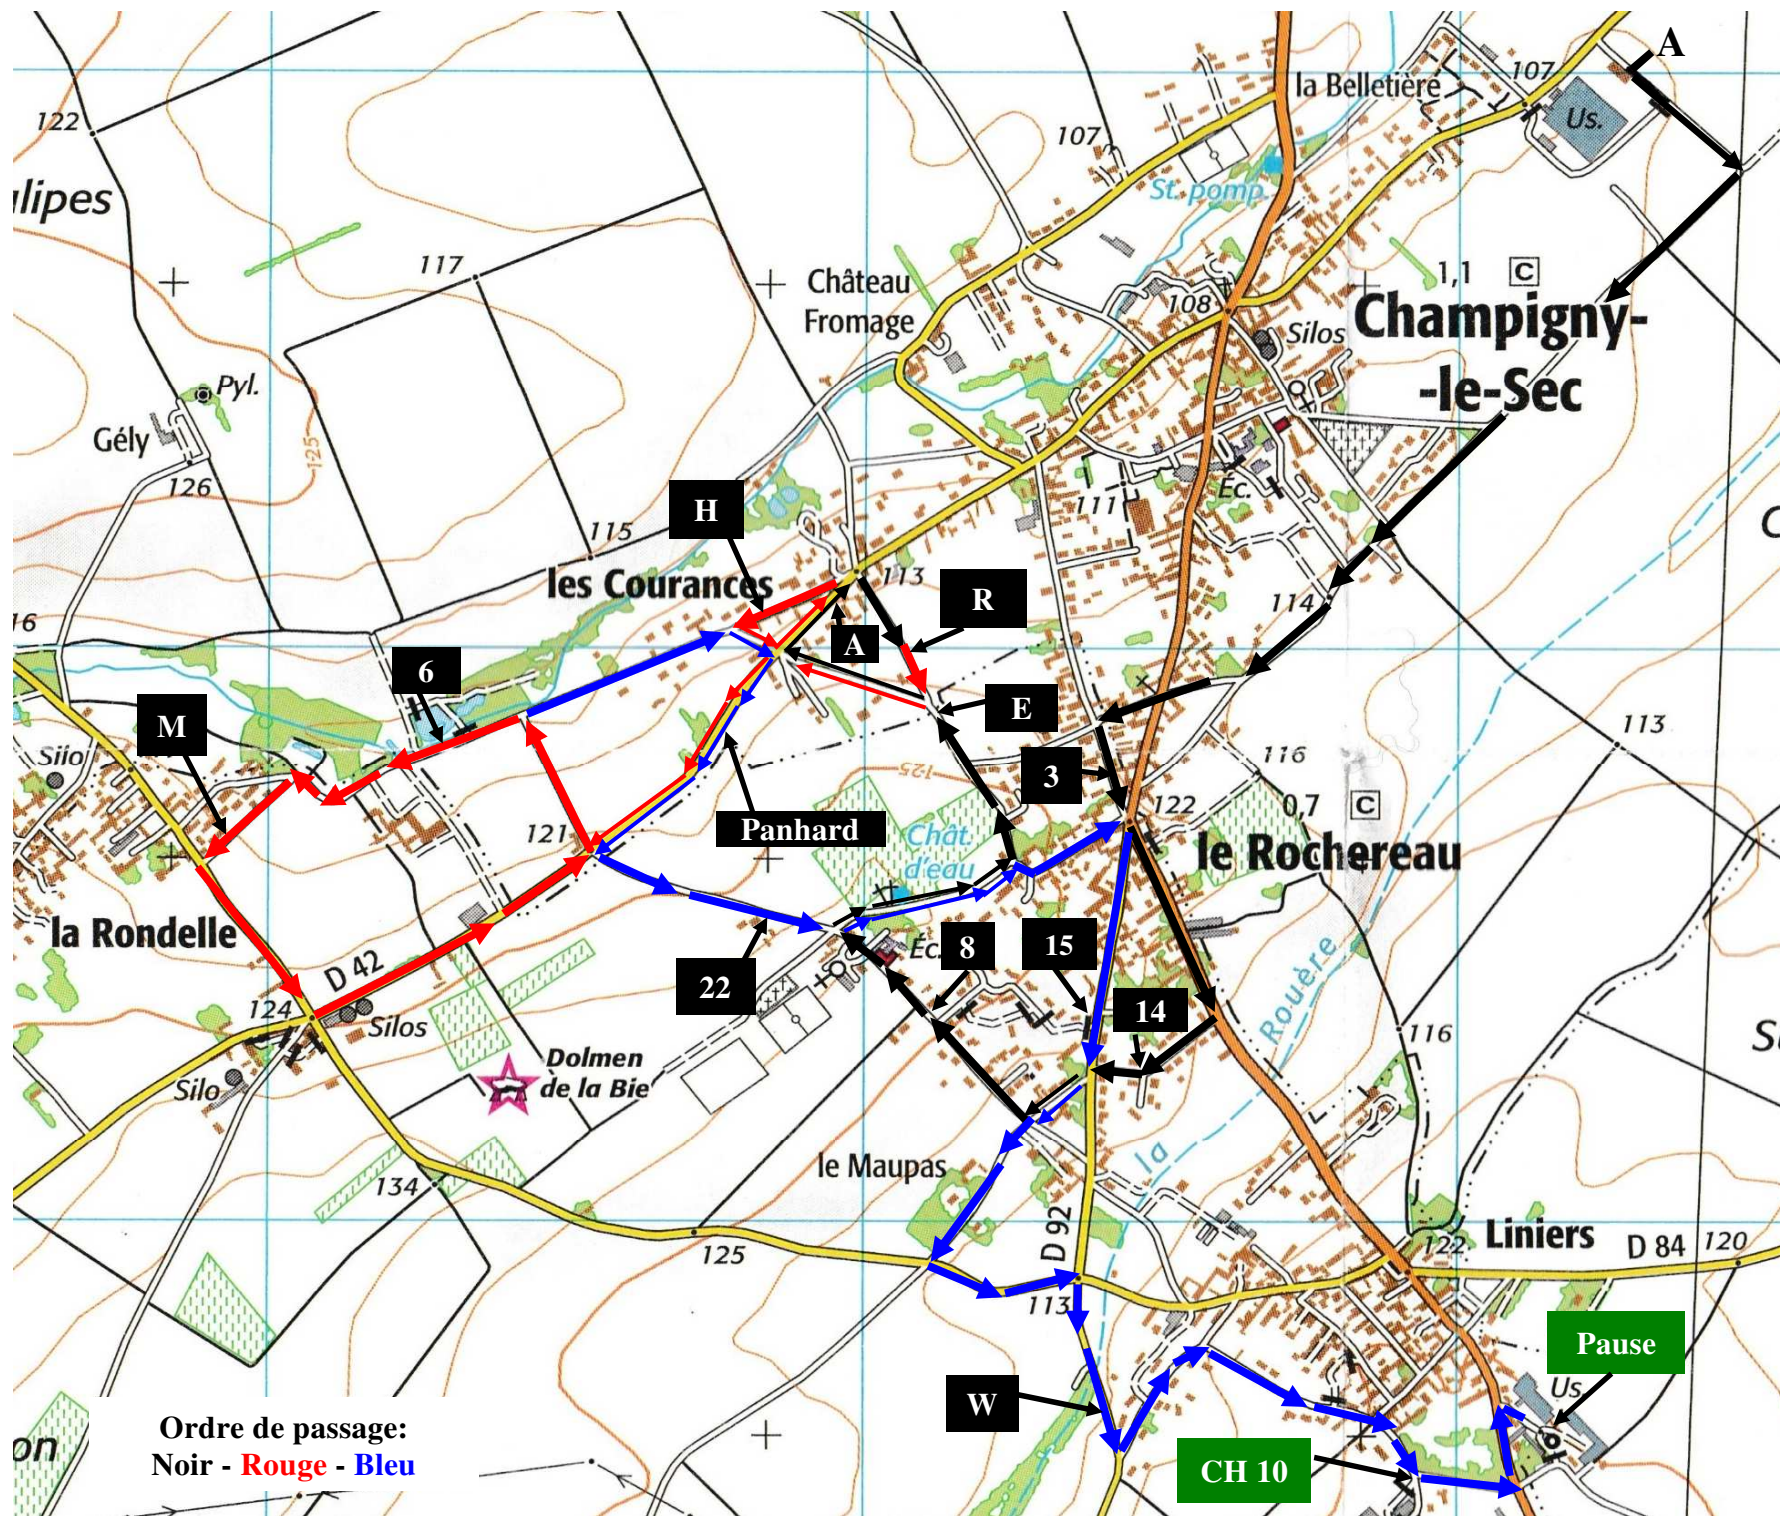 A
107
la Belletière
Us.
122
107
St. pomp.
ulipes
117
Château
Fromage
108
1,1 C
Champigny-
-le-Sec
Silos
Pyl.
Gély
125
126
111
Éc.
H
115
les Courances
113
R
114
16
A
6
M
E
113
Silo
3
116
125
122
0,7 C
Panhard
121
Chât.
d'eau
le Rochereau
la Rondelle
D 42
Éc.
8
15
22
14
Rouère
124
Silos
116
Dolmen
de la Bie
Silo
le Maupas
la
134
D 92
125
122
Liniers
D 84
120
113
Pause
W
Us.
Ordre de passage:
Noir - Rouge - Bleu
on
CH 10